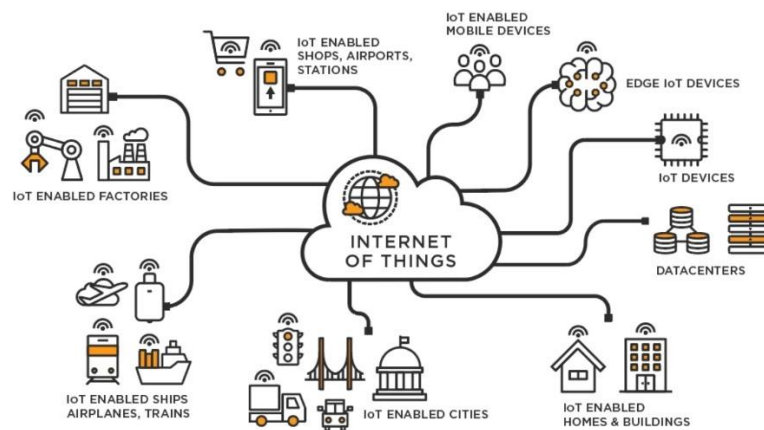 IoT ENABLED
SHOPS, AIRPORTS,
STATIONS
IoT ENABLED
MOBILE DEVICES
EDGE IoT DEVICES
IoT DEVICES
IoT ENABLED FACTORIES
INTERNET
OF THINGS
DATACENTERS
IoT ENABLED SHIPS
AIRPLANES, TRAINS
IoT ENABLED CITIES
IoT ENABLED
HOMES & BUILDINGS